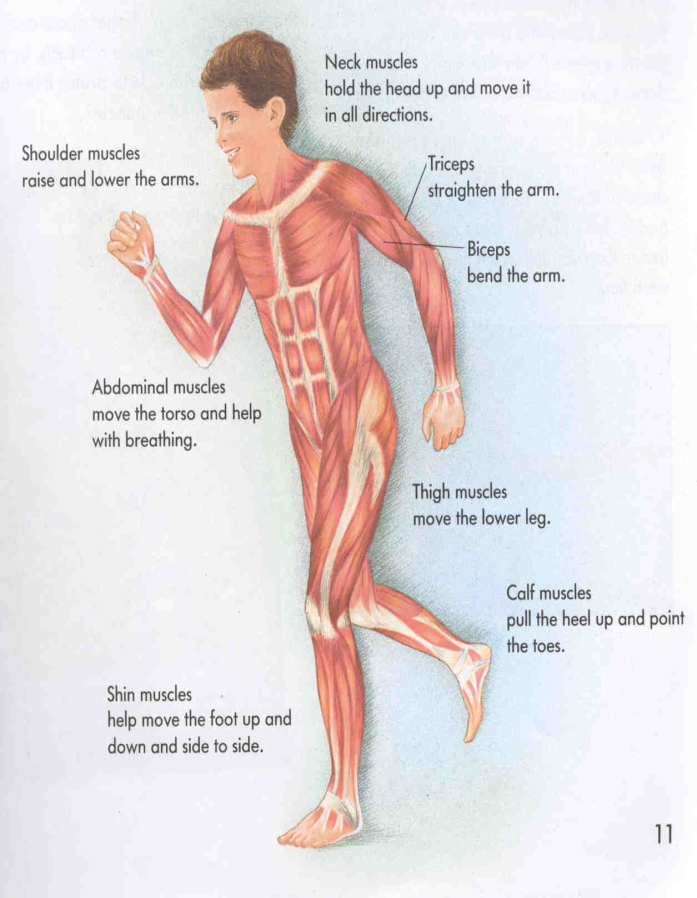 Neck muscles
hold the head up and move it
in all directions.
Shoulder muscles
raise and lower the arms.
Triceps
straighten the arm.
Biceps
bend the arm.
Abdominal muscles
move the torso and help
with breathing.
Thigh muscles
move the lower leg.
Calf muscles
pull the heel up and point
the toes.
Shin muscles
help move the foot up and
down and side to side.
11